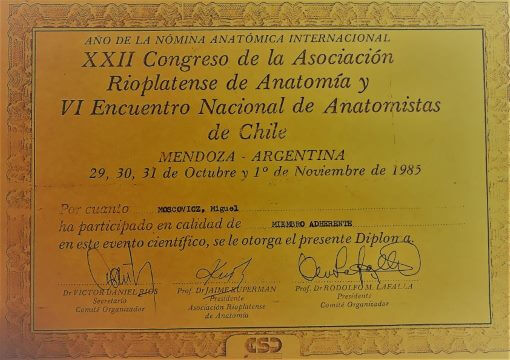 AÑO DE LA NÓMINA ANATÓMICA INTERNACIONAL
XXII Congreso de la Asociación
Rioplatense de Anatomía y
VI Encuentro Nacional de Anatomistas
de Chile
MENDOZA - ARGENTINA
29, 30, 31 de Octubre y 1º de Noviembre de 1985
Por cuanto MOSCOVICZ, Miguel
ha participado en calidad de MIEMBRO ADHERENTE
en este evento científico, se le otorga el presente Diploma.
Dr VICTOR DANIEL RIOS Prof. Dr JAIME KUPERMAN Prof. Dr RODOLFO M. LAFALLA
Secretario Presidente Presidente
Comité Organizador Asociación Rioplatense Comité Organizador
de Anatomía